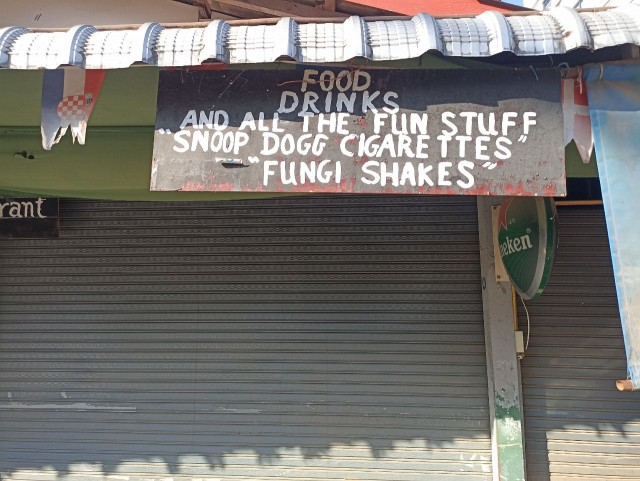 FOOD
DRINKS
AND ALL THE FUN STUFF
"SNOOP DOGG CIGARETTES"
"FUNGI SHAKES"
rant
eken